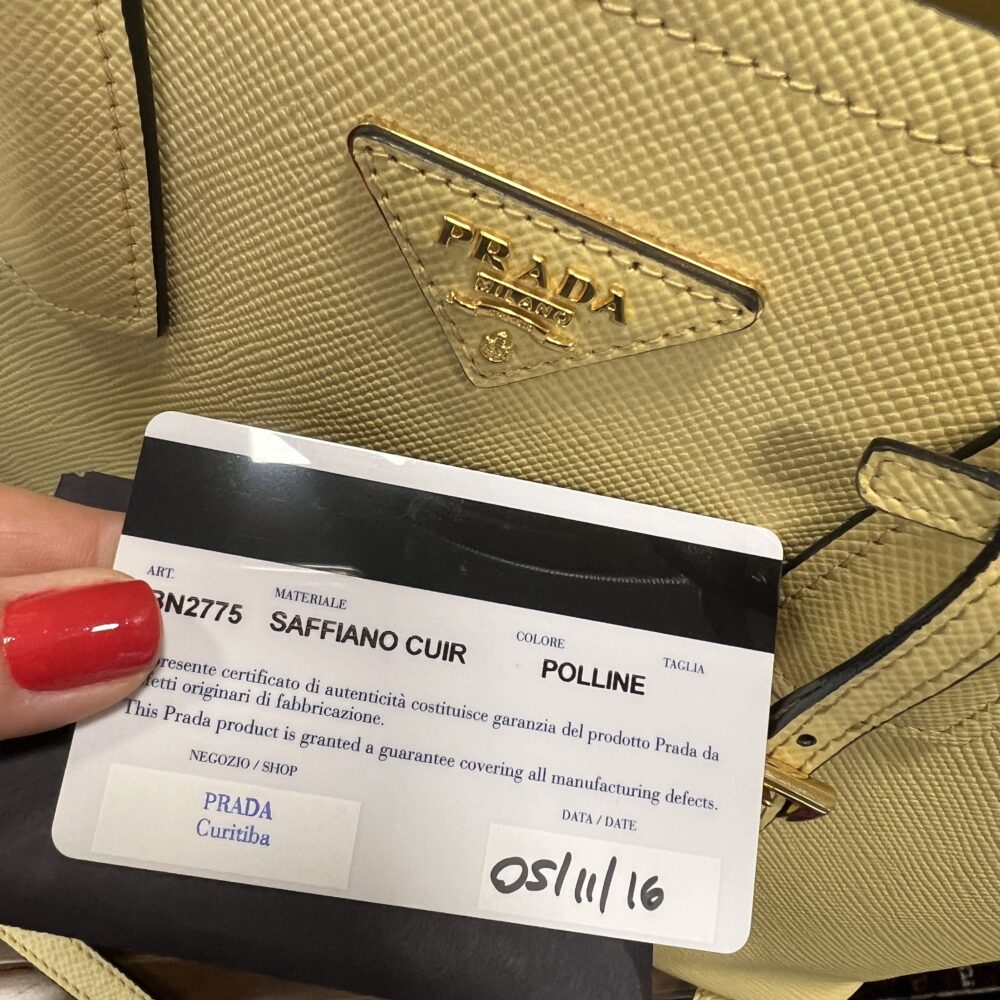 PRADA
MILANO
ART.
BN2775
MATERIALE
SAFFIANO CUIR
COLORE
POLLINE
TAGLIA
presente certificato di autenticità costituisce garanzia del prodotto Prada da
fetti originari di fabbricazione.
This Prada product is granted a guarantee covering all manufacturing defects.
NEGOZIO / SHOP
PRADA
Curitiba
DATA / DATE
05/11/16